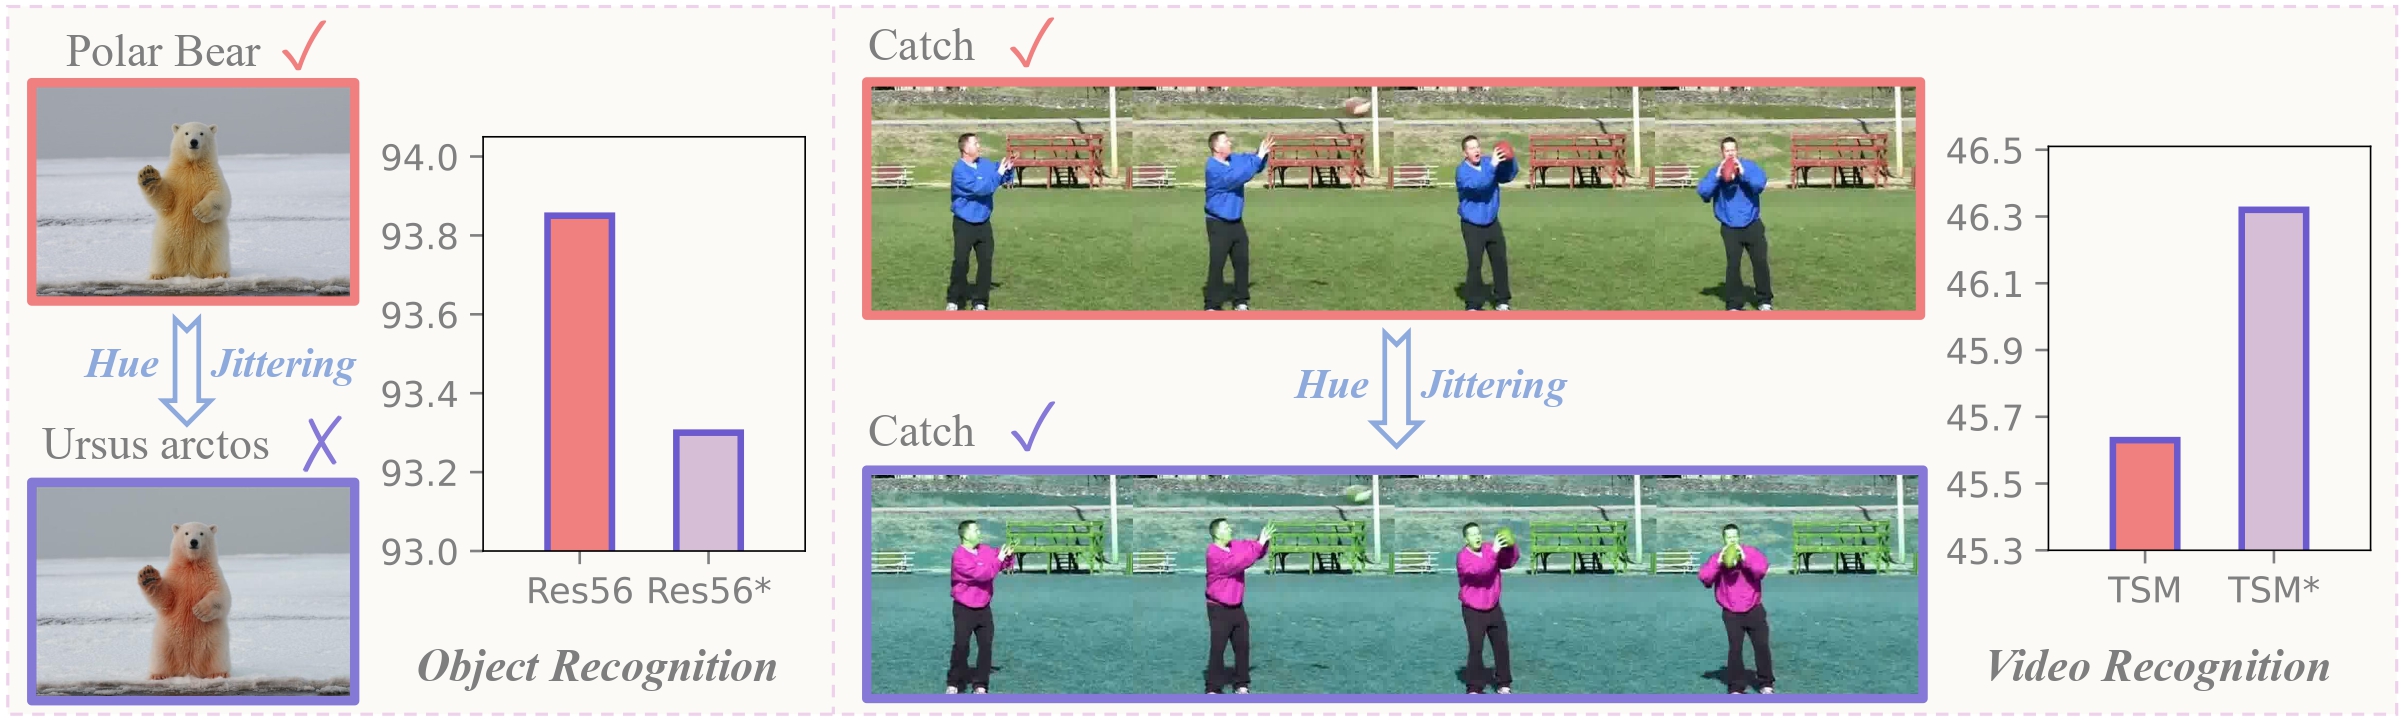 Polar Bear
Hue Jittering
Ursus arctos
94.0
93.8
93.6
93.4
93.2
93.0
Res56 Res56*
Object Recognition
Catch
Hue Jittering
Catch
46.5
46.3
46.1
45.9
45.7
45.5
45.3
TSM TSM*
Video Recognition